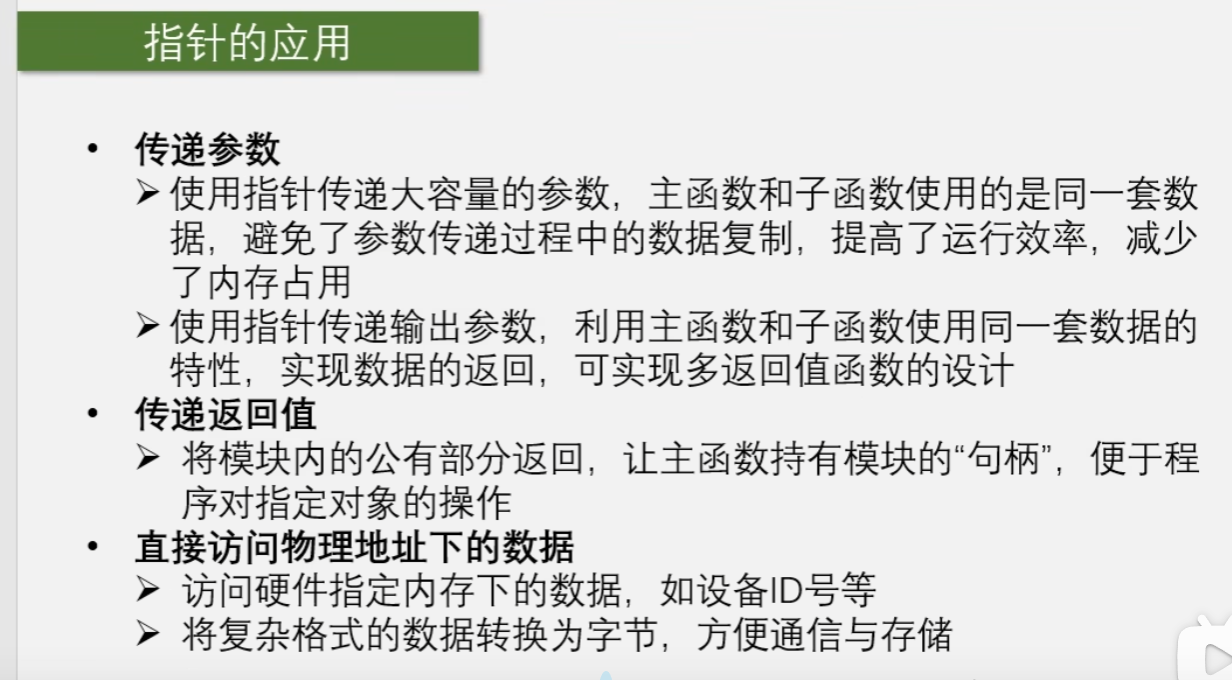 指针的应用
• 传递参数
➢ 使用指针传递大容量的参数，主函数和子函数使用的是同一套数
据，避免了参数传递过程中的数据复制，提高了运行效率，减少
了内存占用
➢ 使用指针传递输出参数，利用主函数和子函数使用同一套数据的
特性，实现数据的返回，可实现多返回值函数的设计
• 传递返回值
➢ 将模块内的公有部分返回，让主函数持有模块的“句柄”，便于程
序对指定对象的操作
• 直接访问物理地址下的数据
➢ 访问硬件指定内存下的数据，如设备ID号等
➢ 将复杂格式的数据转换为字节，方便通信与存储